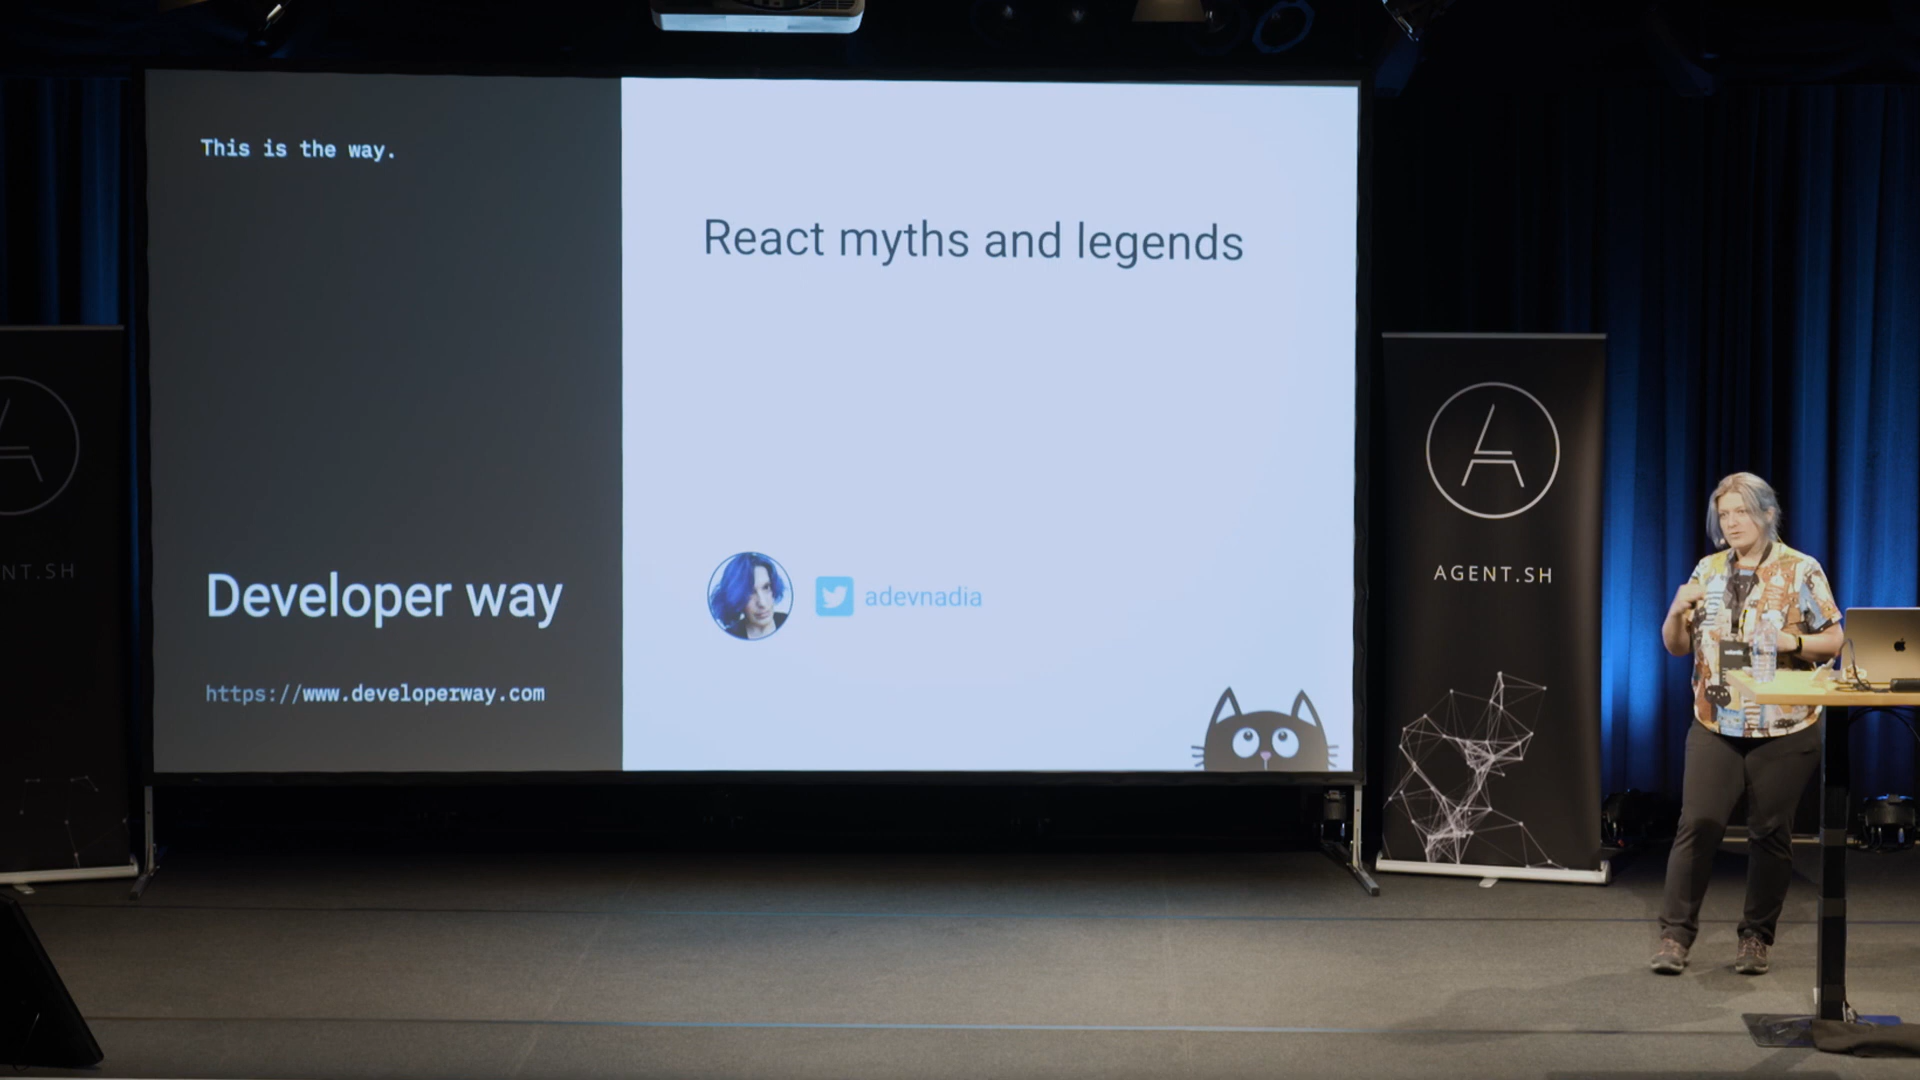 This is the way.
Developer way
https://www.developerway.com
React myths and legends
adevnadia
NT.SH
AGENT.SH